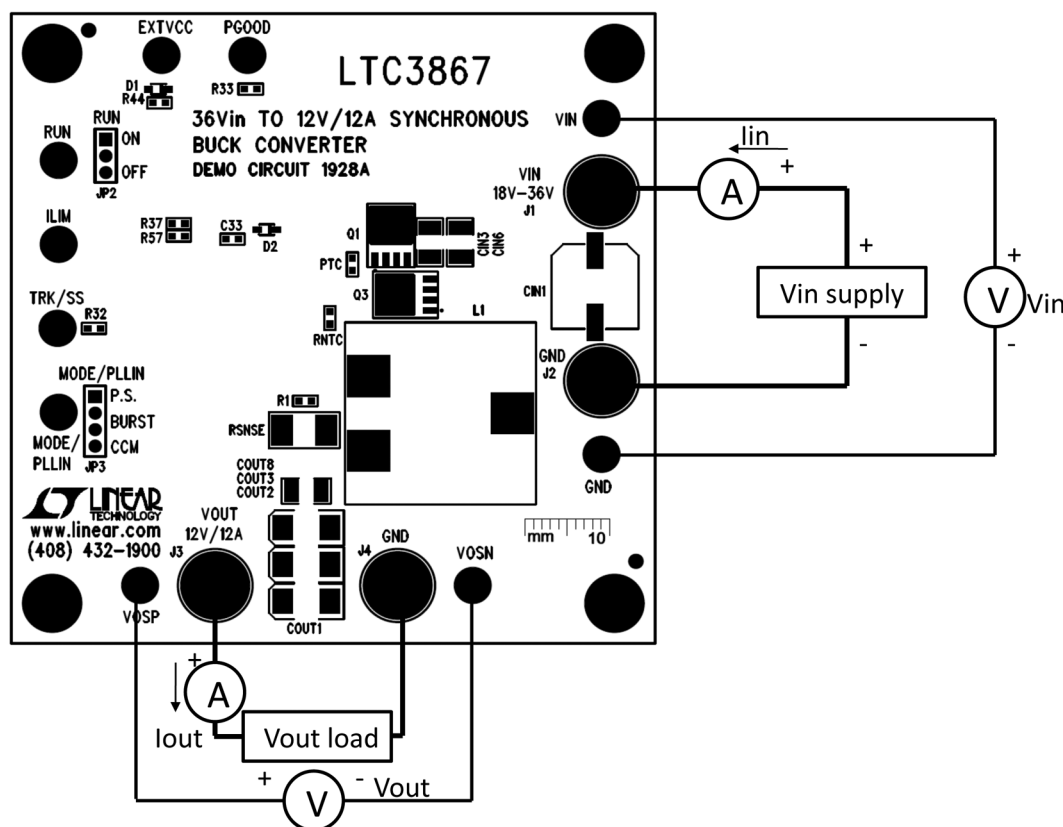 EXTVCC
PGOOD
LTC3867
D1
R44
R33
36Vin TO 12V/12A SYNCHRONOUS
BUCK CONVERTER
DEMO CIRCUIT 1928A
RUN
RUN
ON
OFF
JP2
VIN
VIN
18V-36V
J1
Iin
+
A
ILIM
R37
R57
C33
D2
Q1
CIN3
CIN6
PTC
Q3
L1
CIN1
+
Vin supply
-
+
V
Vin
-
TRK/SS
R32
RNTC
GND
J2
MODE/PLLIN
P.S.
BURST
CCM
MODE/
PLLIN
JP3
R1
RSNSE
COUT8
COUT3
COUT2
GND
LINEAR
TECHNOLOGY
www.linear.com
(408) 432-1900
VOUT
12V/12A
J3
J4
GND
VOSN
mm 10
VOSP
COUT1
+
A
Iout
Vout load
+
V
-
Vout